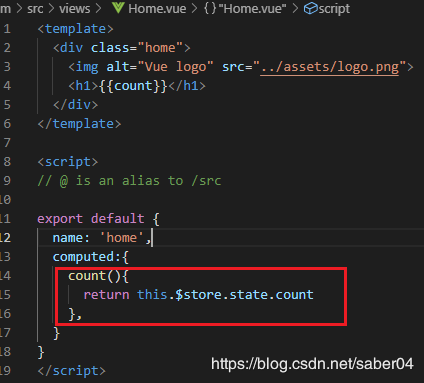 m > src > views > Home.vue > {} "Home.vue" > script
1 <template>
2 <div class="home">
3 <img alt="Vue logo" src="../assets/logo.png">
4 <h1>{{count}}</h1>
5 </div>
6 </template>
7
8 <script>
9 // @ is an alias to /src
10
11 export default {
12 name: 'home',
13 computed:{
14 count(){
15 return this.$store.state.count
16 },
17 }
18 }
19 </script>
https://blog.csdn.net/saber04